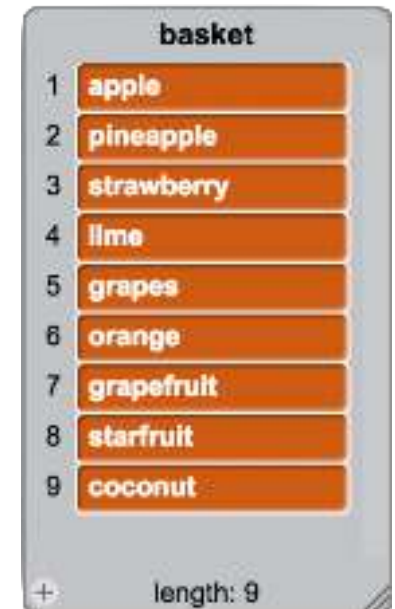 basket
1 apple
2 pineapple
3 strawberry
4 lime
5 grapes
6 orange
7 grapefruit
8 starfruit
9 coconut
+ length: 9